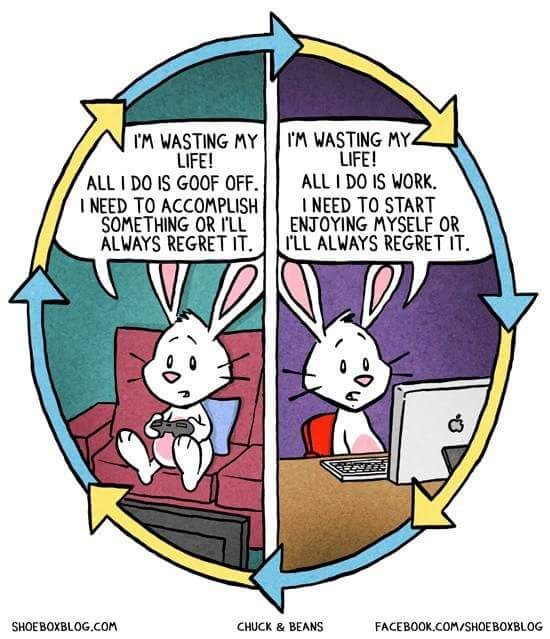 I'M WASTING MY
LIFE!
ALL I DO IS GOOF OFF.
I NEED TO ACCOMPLISH
SOMETHING OR I'LL
ALWAYS REGRET IT.
I'M WASTING MY
LIFE!
ALL I DO IS WORK.
I NEED TO START
ENJOYING MYSELF OR
I'LL ALWAYS REGRET IT.
SHOEBOXBLOG.COM
CHUCK & BEANS
FACEBOOK.COM/SHOEBOXBLOG